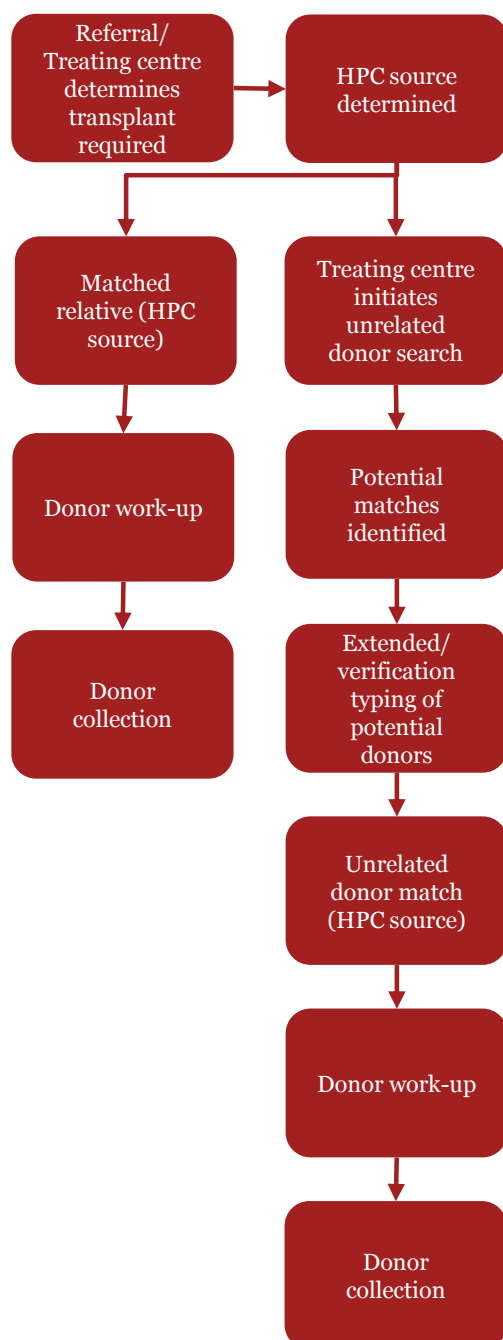 Referral/
Treating centre
determines
transplant
required
HPC source
determined
Matched
relative (HPC
source)
Treating centre
initiates
unrelated
donor search
Donor work-up
Potential
matches
identified
Donor
collection
Extended/
verification
typing of
potential
donors
Unrelated
donor match
(HPC source)
Donor work-up
Donor
collection